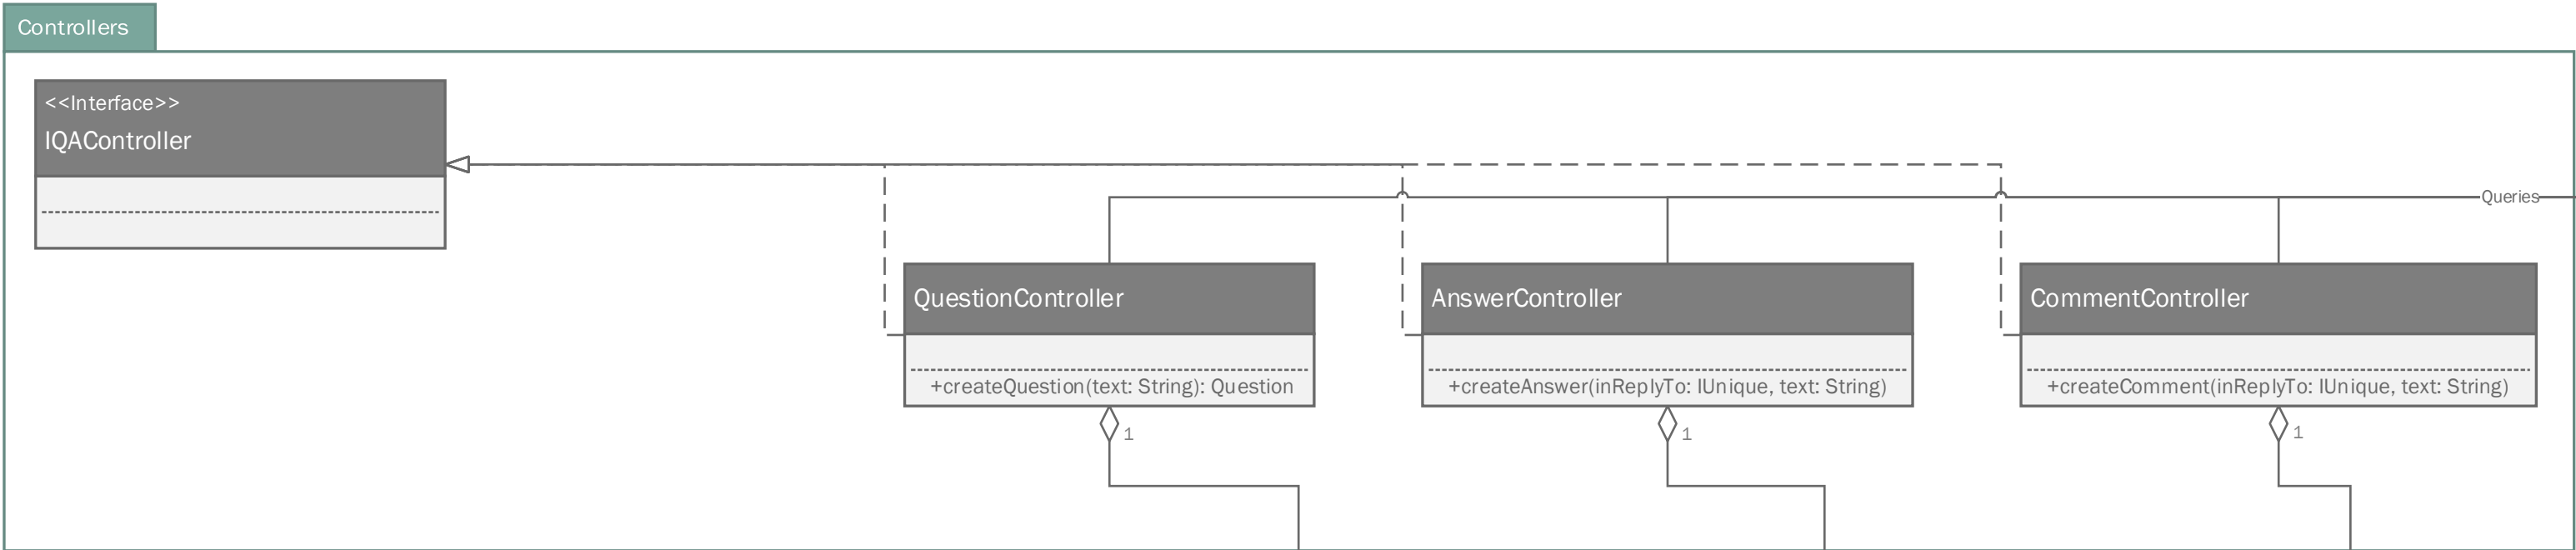 Controllers
<<Interface>>
IQAController
Queries
QuestionController
AnswerController
CommentController
+createQuestion(text: String): Question
+createAnswer(inReplyTo: IUnique, text: String)
+createComment(inReplyTo: IUnique, text: String)
1
1
1